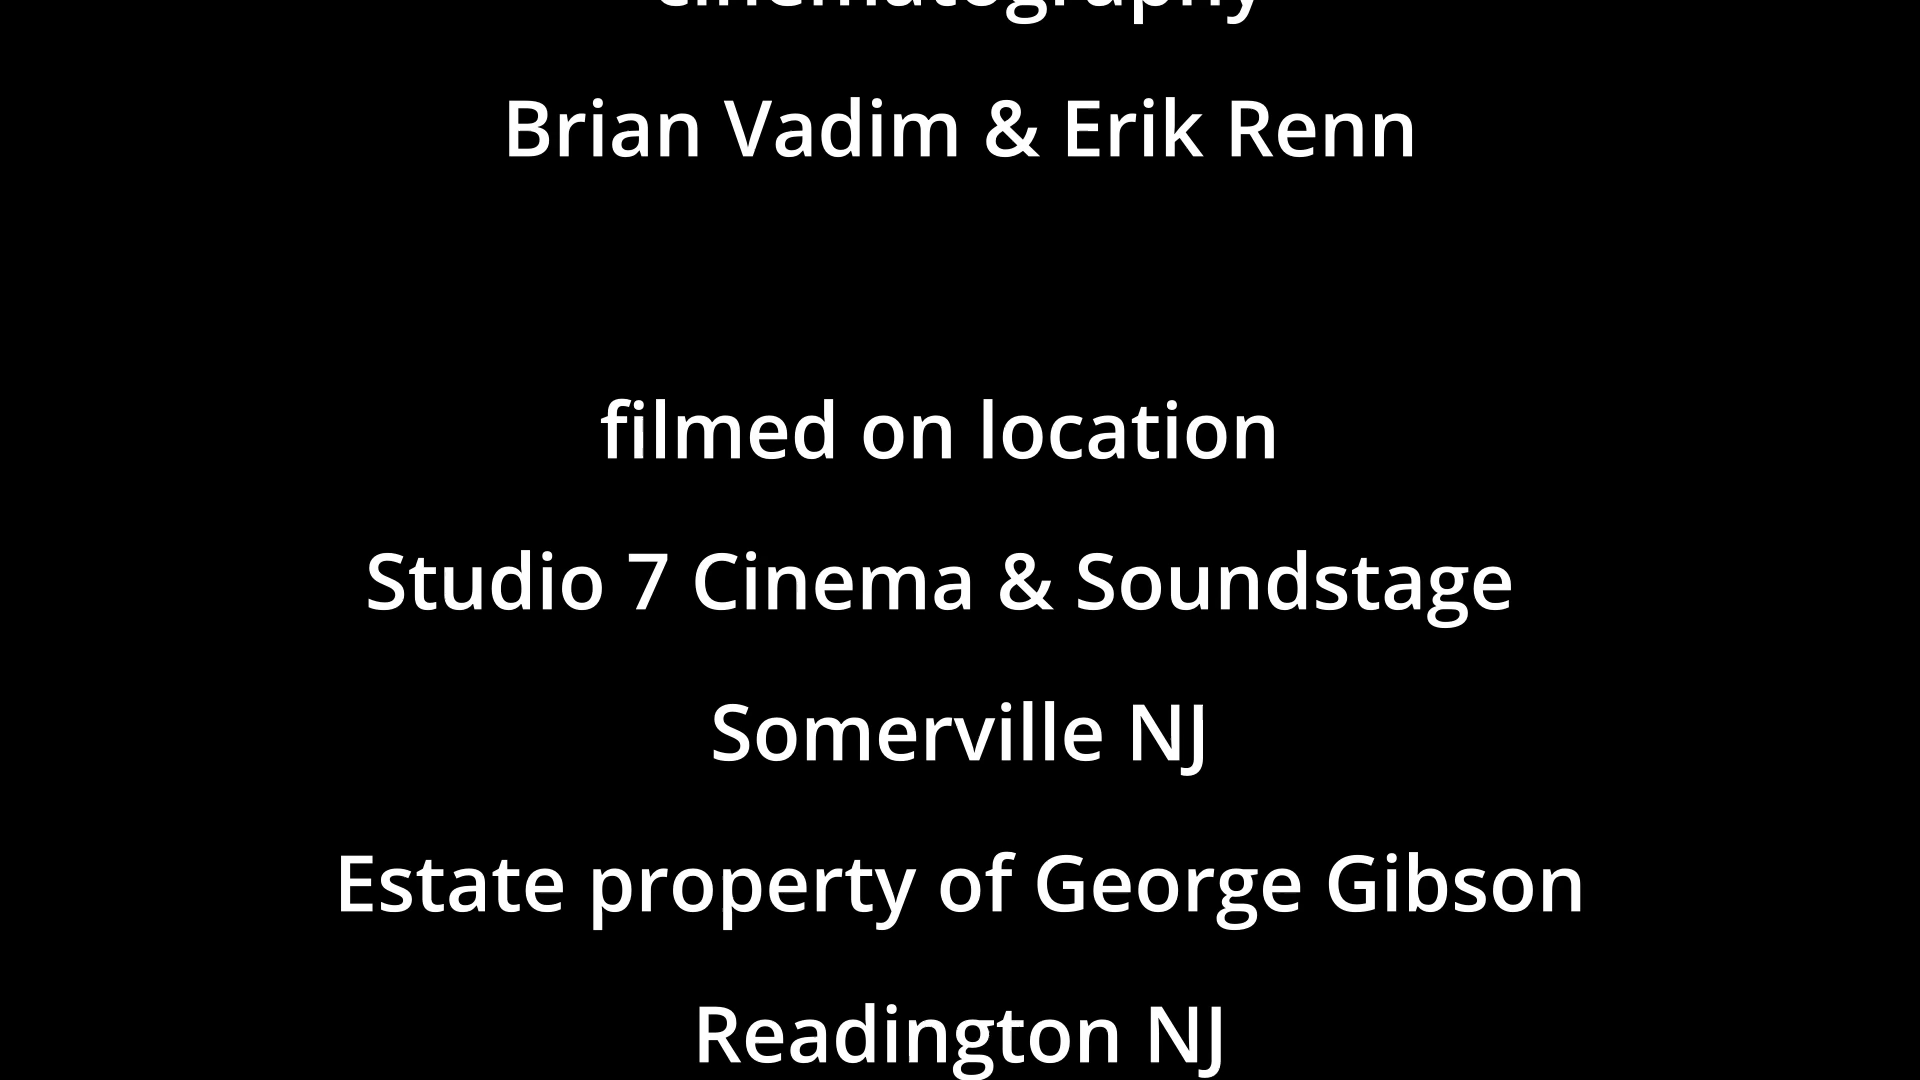 cinematography
Brian Vadim & Erik Renn
filmed on location
Studio 7 Cinema & Soundstage
Somerville NJ
Estate property of George Gibson
Readington NJ